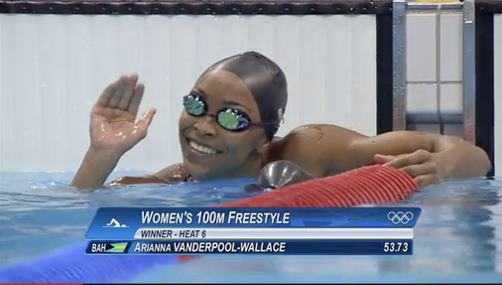 WOMEN'S 100M FREESTYLE
WINNER - HEAT 6
BAH ARIANNA VANDERPOOL-WALLACE 53.73